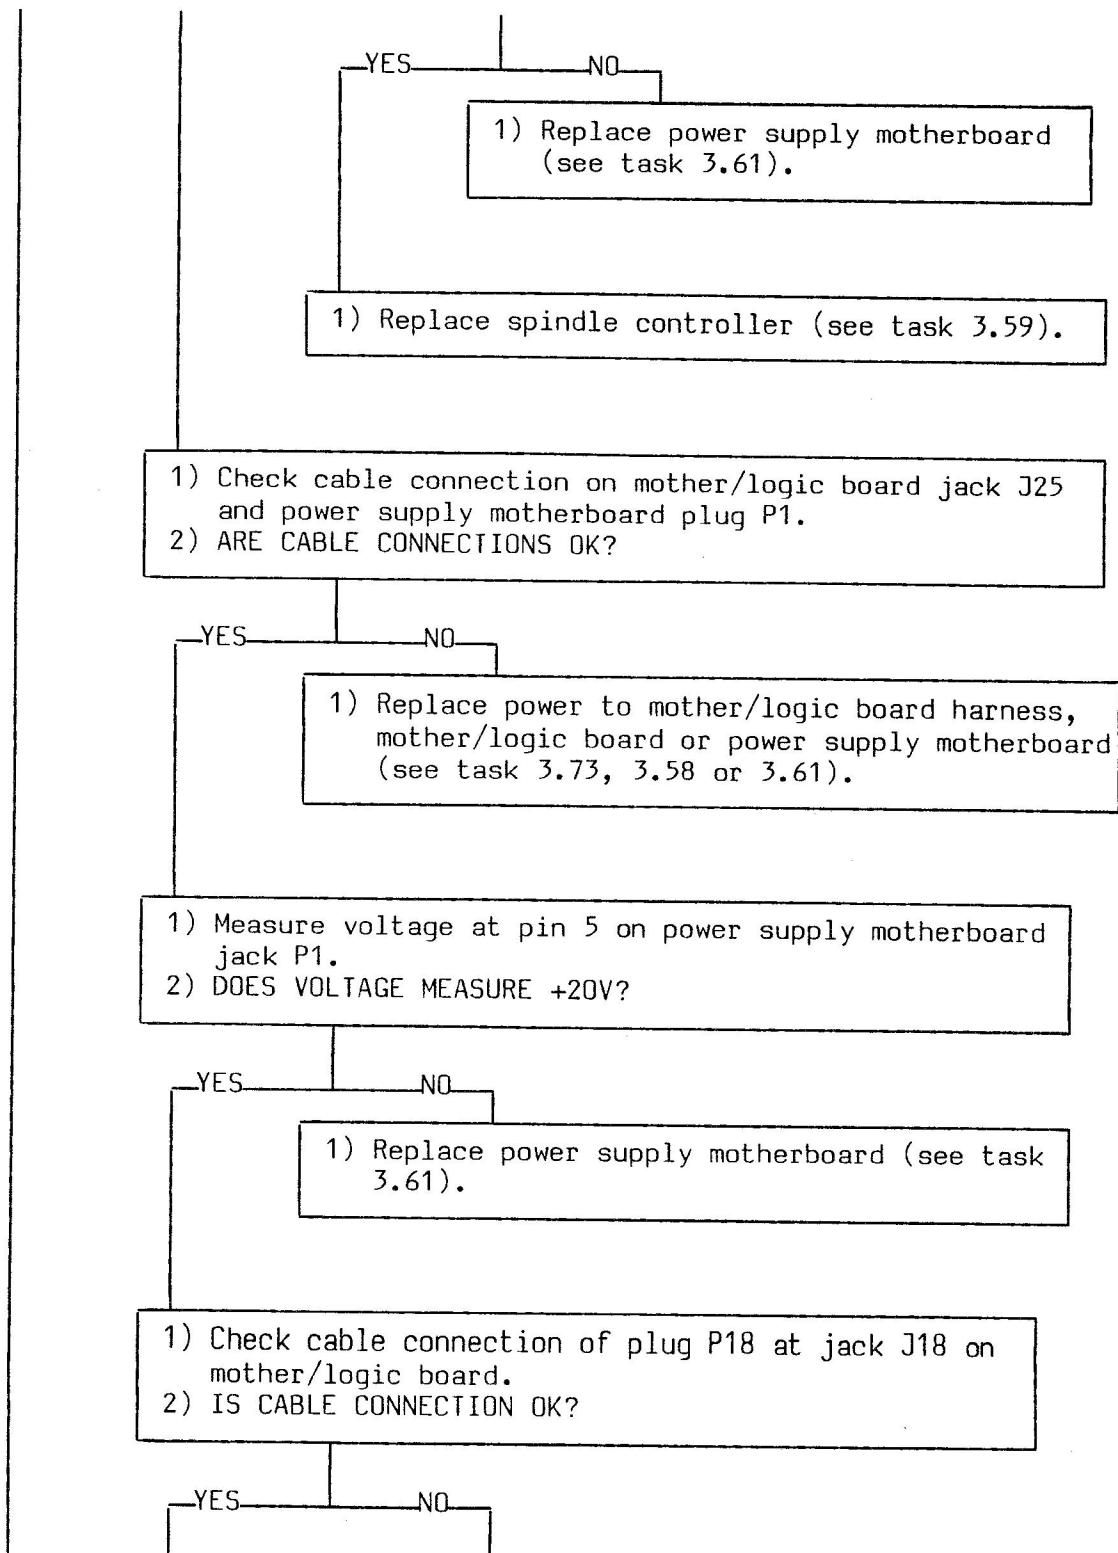 YES NO
1) Replace power supply motherboard
(see task 3.61).
1) Replace spindle controller (see task 3.59).
1) Check cable connection on mother/logic board jack J25
and power supply motherboard plug P1.
2) ARE CABLE CONNECTIONS OK?
YES NO
1) Replace power to mother/logic board harness,
mother/logic board or power supply motherboard
(see task 3.73, 3.58 or 3.61).
1) Measure voltage at pin 5 on power supply motherboard
jack P1.
2) DOES VOLTAGE MEASURE +20V?
YES NO
1) Replace power supply motherboard (see task
3.61).
1) Check cable connection of plug P18 at jack J18 on
mother/logic board.
2) IS CABLE CONNECTION OK?
YES NO